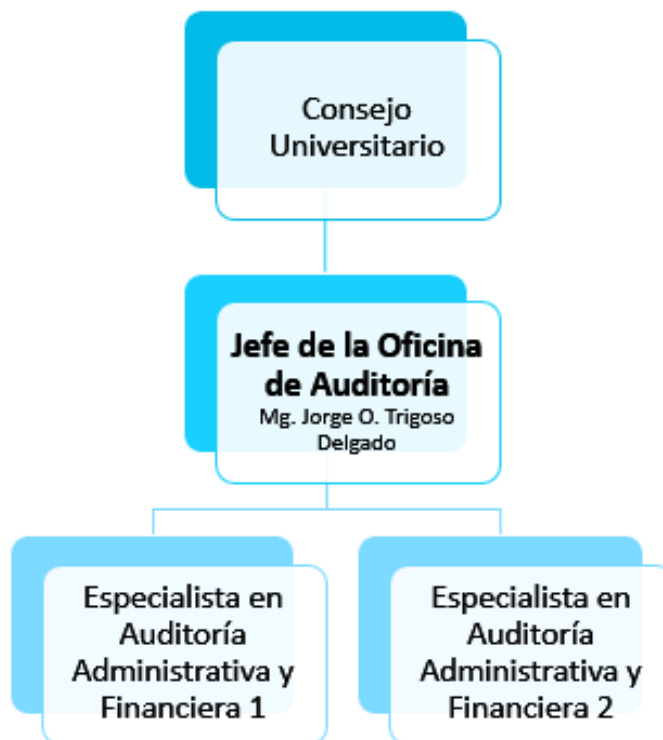 Consejo
Universitario
Jefe de la Oficina
de Auditoría
Mg. Jorge O. Trigoso
Delgado
Especialista en
Auditoría
Administrativa y
Financiera 1
Especialista en
Auditoría
Administrativa y
Financiera 2